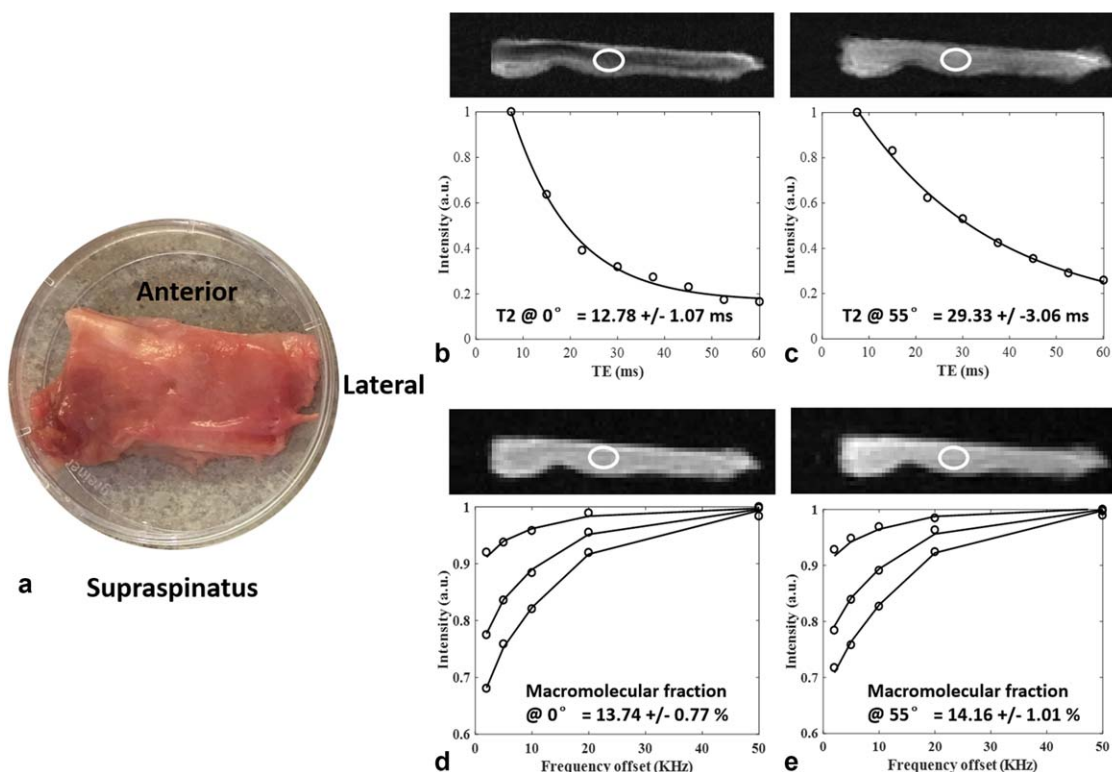 Anterior
Lateral
Supraspinatus
a
1
0.8
0.6
0.4
0.2
0
Intensity (a.u.)
T2 @ 0° = 12.78 +/- 1.07 ms
0 10 20 30 40 50 60
TE (ms)
b
1
0.8
0.6
0.4
0.2
0
Intensity (a.u.)
T2 @ 55° = 29.33 +/ -3.06 ms
0 10 20 30 40 50 60
TE (ms)
c
1
0.9
0.8
0.7
0.6
Intensity (a.u.)
Macromolecular fraction
@ 0° = 13.74 +/- 0.77 %
0 10 20 30 40 50
Frequency offset (KHz)
d
1
0.9
0.8
0.7
0.6
Intensity (a.u.)
Macromolecular fraction
@ 55° = 14.16 +/- 1.01 %
0 10 20 30 40 50
Frequency offset (KHz)
e